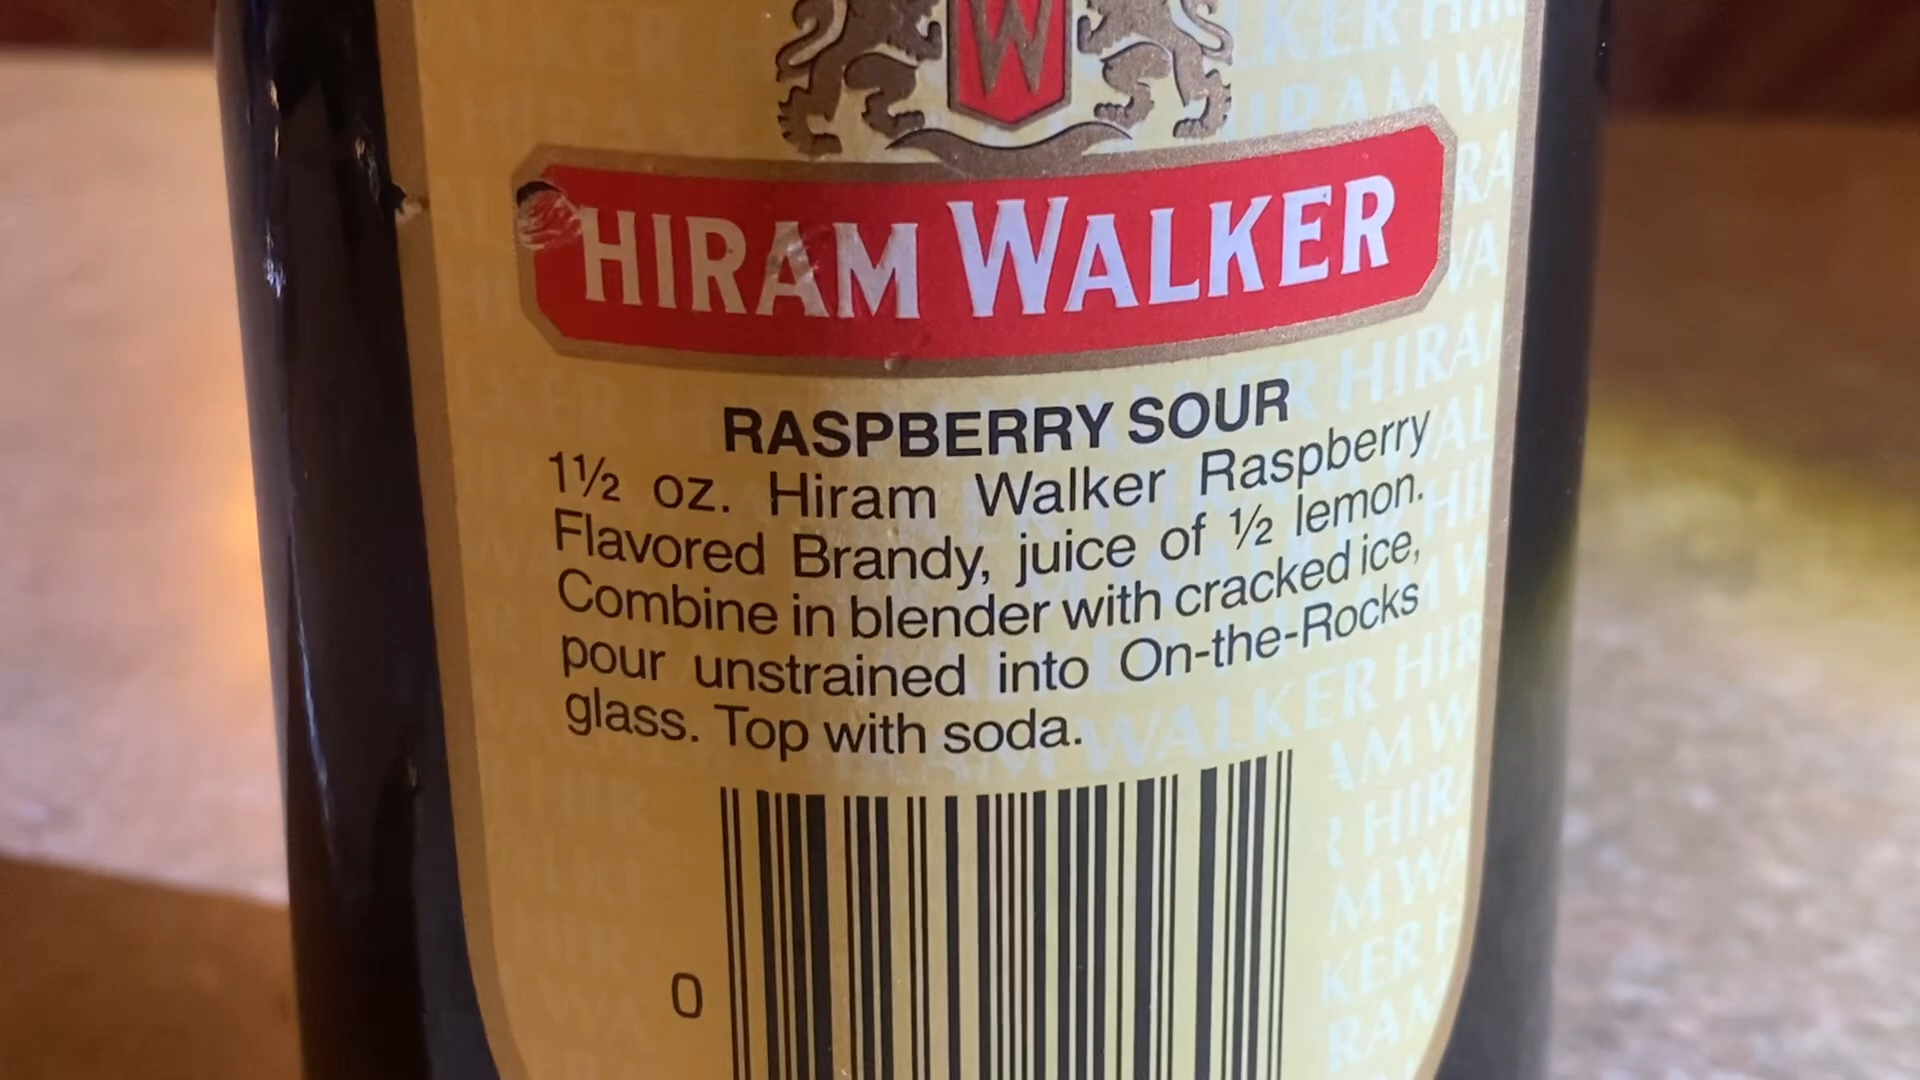 W
HIRAM WALKER
RASPBERRY SOUR
1½ oz. Hiram Walker Raspberry
Flavored Brandy, juice of ½ lemon.
Combine in blender with cracked ice,
pour unstrained into On-the-Rocks
glass. Top with soda.
0